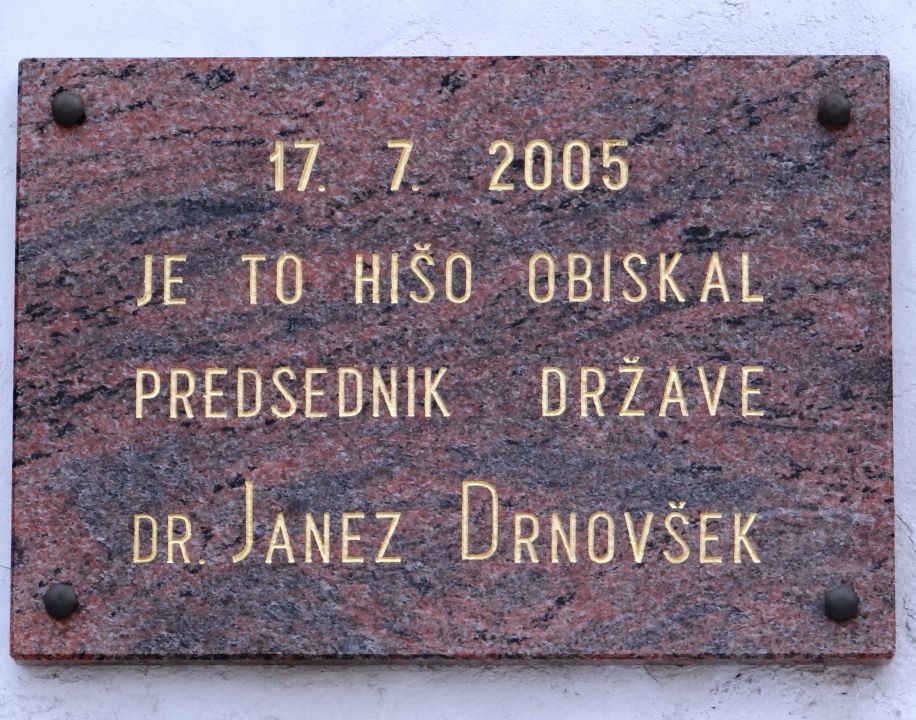 17. 7. 2005
JE TO HIŠO OBISKAL
PREDSEDNIK DRŽAVE
DR. JANEZ DRNOVŠEK